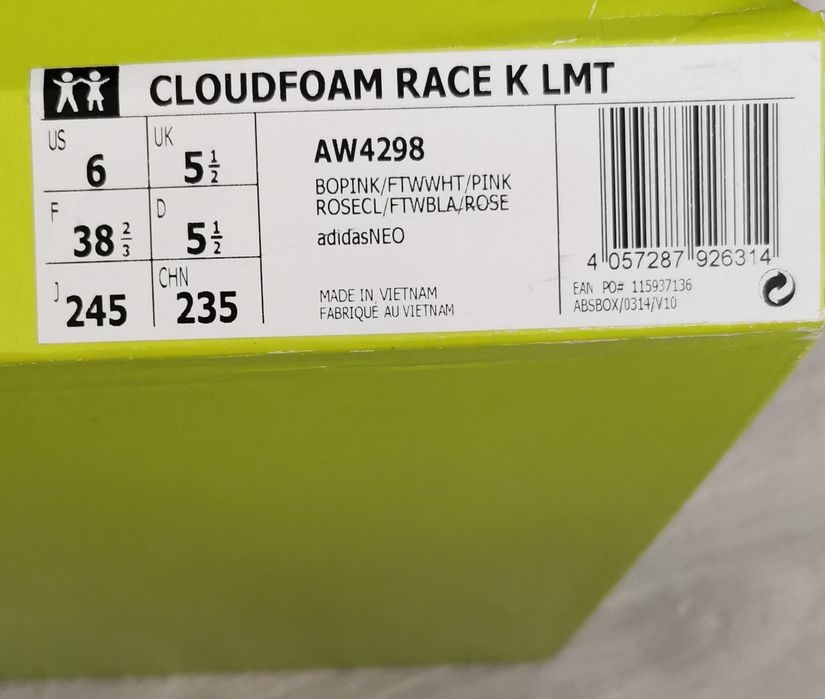 CLOUDFOAM RACE K LMT
US 6 UK 5 1/2
F 38 2/3 D 5 1/2
J 245 CHN 235
AW4298
BOPINK/FTWWHT/PINK
ROSECL/FTWBLA/ROSE
adidasNEO
MADE IN VIETNAM
FABRIQUÉ AU VIETNAM
4 057287 926314
EAN PO# 115937136
ABSBOX/0314/V10